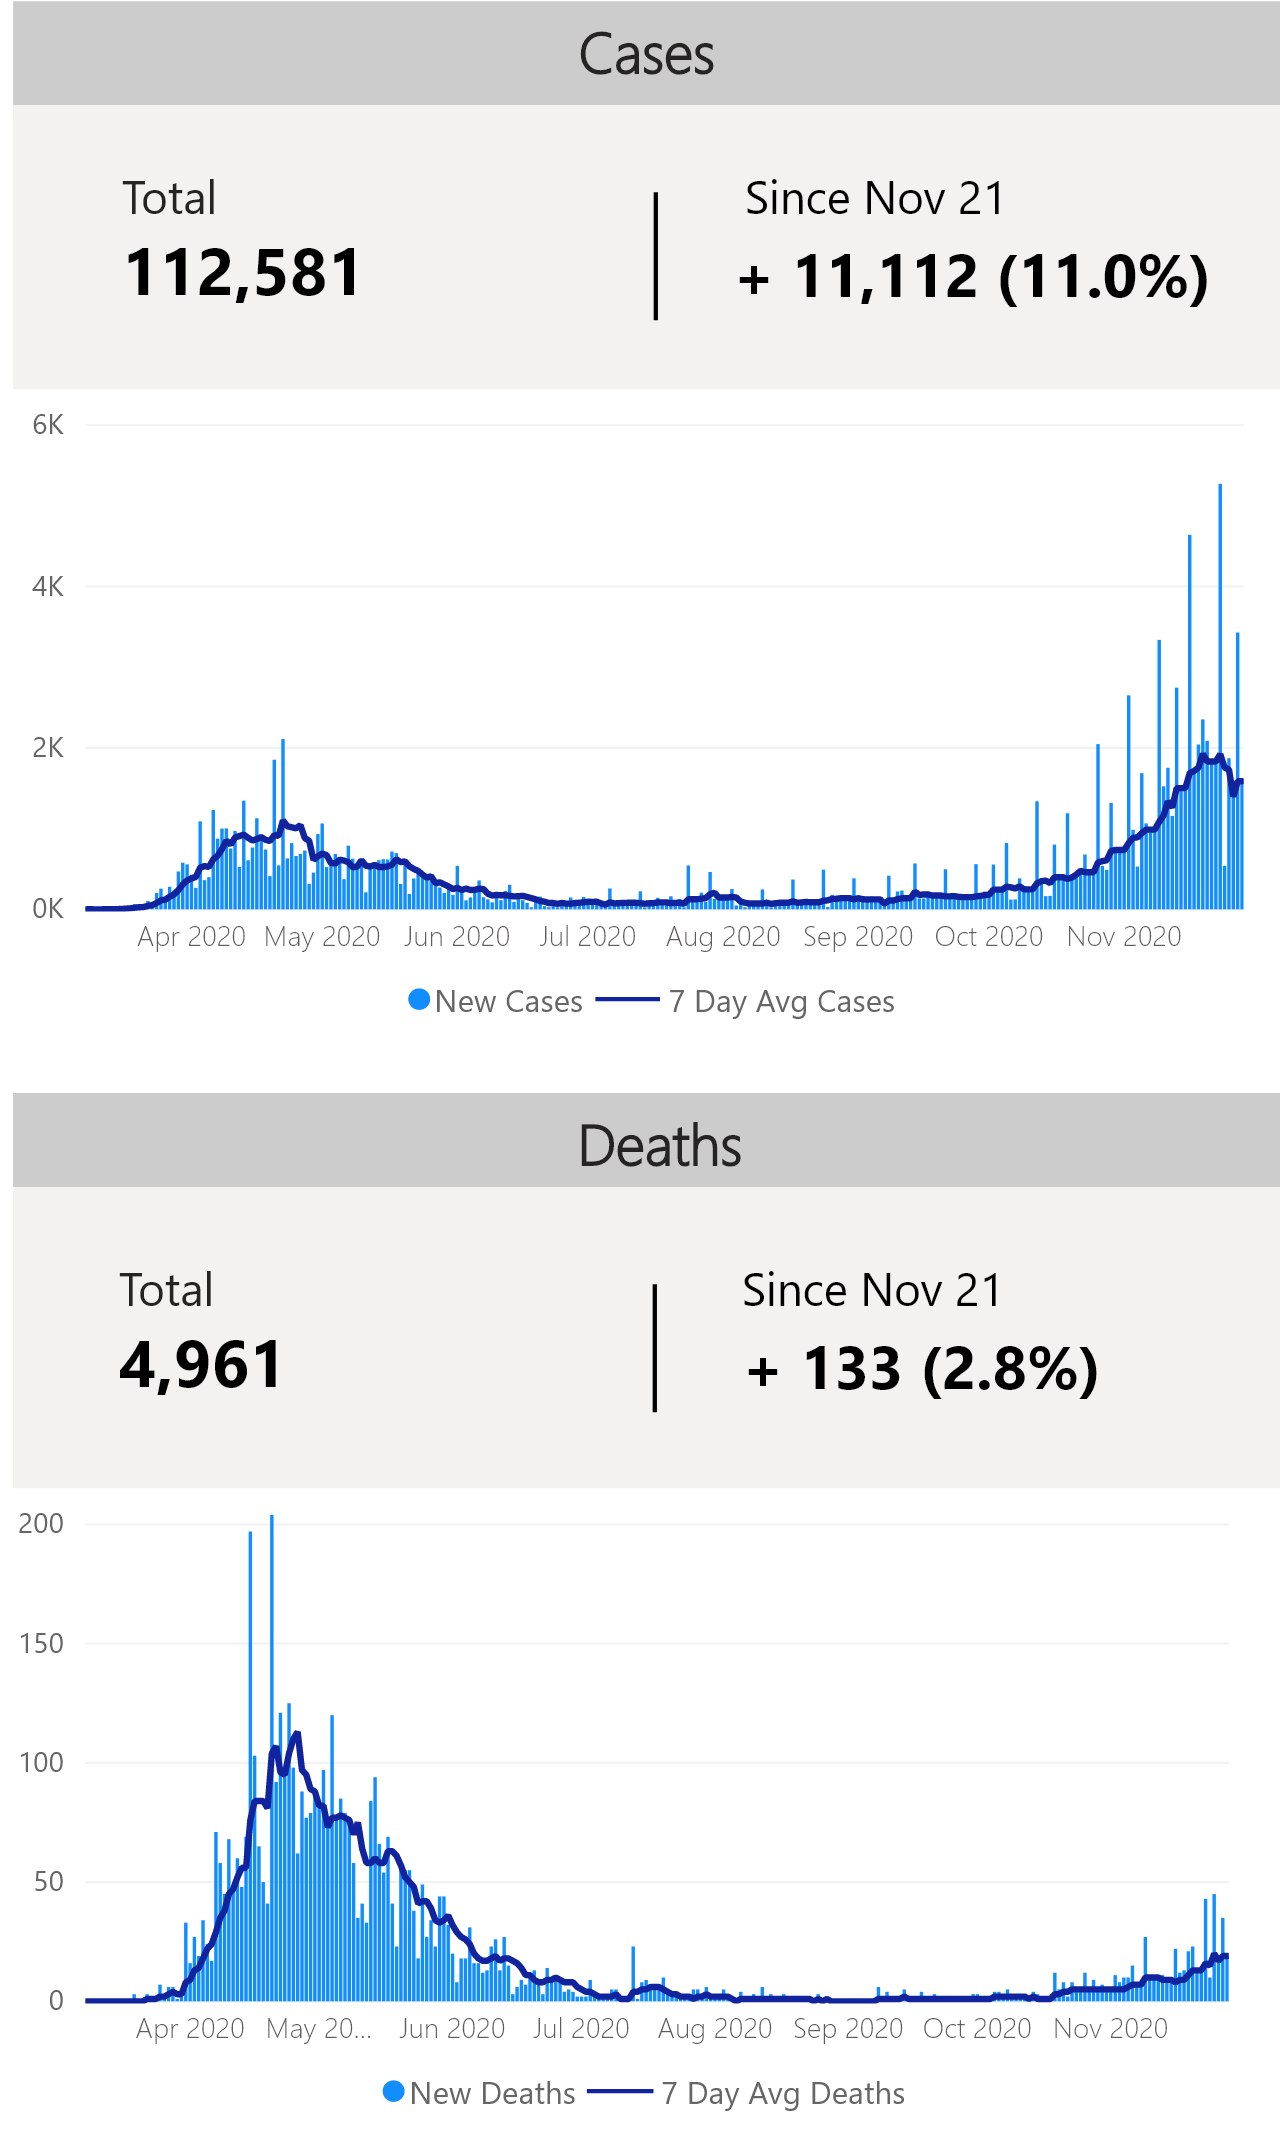 Cases
Total
Since Nov 21
112,581
+ 11,112 (11.0%)
6K
4K
2K
0K
Apr 2020 May 2020 Jun 2020 Jul 2020 Aug 2020 Sep 2020 Oct 2020 Nov 2020
New Cases 7 Day Avg Cases
Deaths
Total
Since Nov 21
4,961
+ 133 (2.8%)
200
150
100
50
0
Apr 2020 May 20... Jun 2020 Jul 2020 Aug 2020 Sep 2020 Oct 2020 Nov 2020
New Deaths 7 Day Avg Deaths